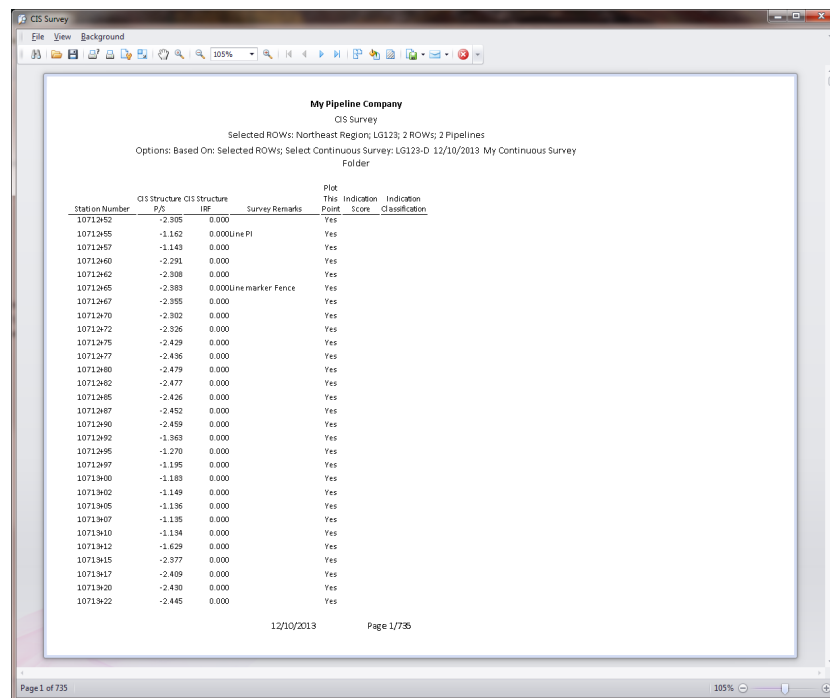 CIS Survey
File View Background
105%
My Pipeline Company
CIS Survey
Selected ROWs: Northeast Region; LG123; 2 ROWs; 2 Pipelines
Options: Based On: Selected ROWs; Select Continuous Survey: LG123-D 12/10/2013 My Continuous Survey
Folder
Plot
CIS Structure CIS Structure This Indication Indication
Station Number P/S IRF Survey Remarks Point Score Classification
10712+52 -2.305 0.000 Yes
10712+55 -1.162 0.000Line PI Yes
10712+57 -1.143 0.000 Yes
10712+60 -2.291 0.000 Yes
10712+62 -2.308 0.000 Yes
10712+65 -2.383 0.000Line marker Fence Yes
10712+67 -2.355 0.000 Yes
10712+70 -2.302 0.000 Yes
10712+72 -2.326 0.000 Yes
10712+75 -2.429 0.000 Yes
10712+77 -2.436 0.000 Yes
10712+80 -2.479 0.000 Yes
10712+82 -2.477 0.000 Yes
10712+85 -2.426 0.000 Yes
10712+87 -2.452 0.000 Yes
10712+90 -2.459 0.000 Yes
10712+92 -1.363 0.000 Yes
10712+95 -1.270 0.000 Yes
10712+97 -1.195 0.000 Yes
10713+00 -1.183 0.000 Yes
10713+02 -1.149 0.000 Yes
10713+05 -1.136 0.000 Yes
10713+07 -1.135 0.000 Yes
10713+10 -1.134 0.000 Yes
10713+12 -1.629 0.000 Yes
10713+15 -2.377 0.000 Yes
10713+17 -2.409 0.000 Yes
10713+20 -2.430 0.000 Yes
10713+22 -2.445 0.000 Yes
12/10/2013 Page 1/735
Page 1 of 735 105%